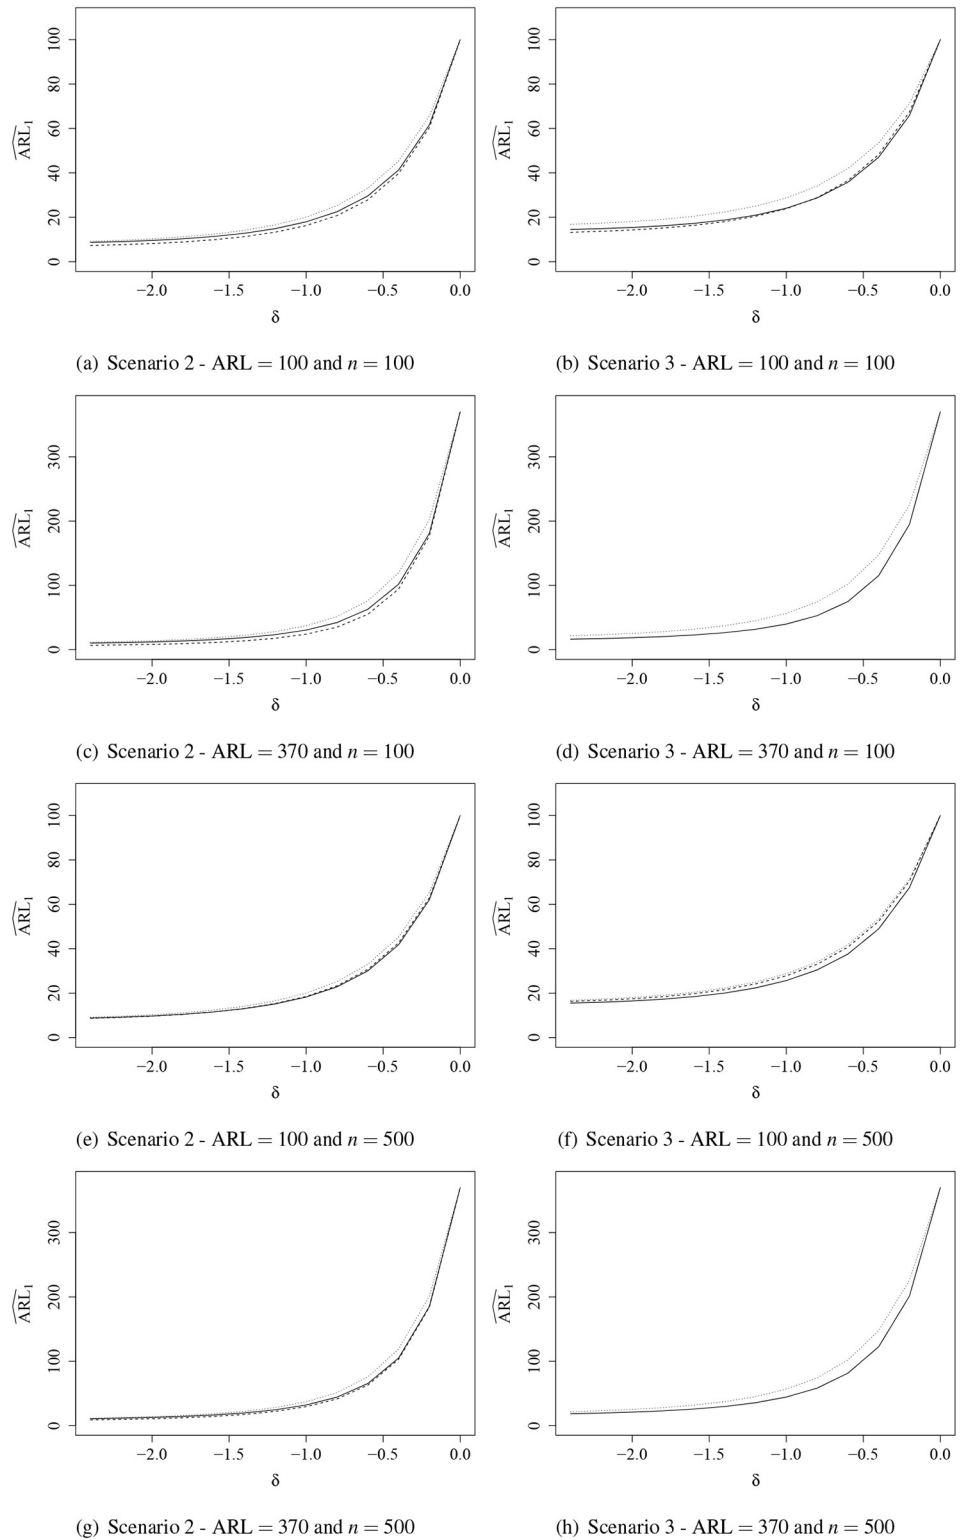 100
80
60
40
20
0
ARL1
−2.0 −1.5 −1.0 −0.5 0.0
δ
(a) Scenario 2 - ARL = 100 and n = 100
100
80
60
40
20
0
ARL1
−2.0 −1.5 −1.0 −0.5 0.0
δ
(b) Scenario 3 - ARL = 100 and n = 100
300
200
100
0
ARL1
−2.0 −1.5 −1.0 −0.5 0.0
δ
(c) Scenario 2 - ARL = 370 and n = 100
300
200
100
0
ARL1
−2.0 −1.5 −1.0 −0.5 0.0
δ
(d) Scenario 3 - ARL = 370 and n = 100
100
80
60
40
20
0
ARL1
−2.0 −1.5 −1.0 −0.5 0.0
δ
(e) Scenario 2 - ARL = 100 and n = 500
100
80
60
40
20
0
ARL1
−2.0 −1.5 −1.0 −0.5 0.0
δ
(f) Scenario 3 - ARL = 100 and n = 500
300
200
100
0
ARL1
−2.0 −1.5 −1.0 −0.5 0.0
δ
(g) Scenario 2 - ARL = 370 and n = 500
300
200
100
0
ARL1
−2.0 −1.5 −1.0 −0.5 0.0
δ
(h) Scenario 3 - ARL = 370 and n = 500